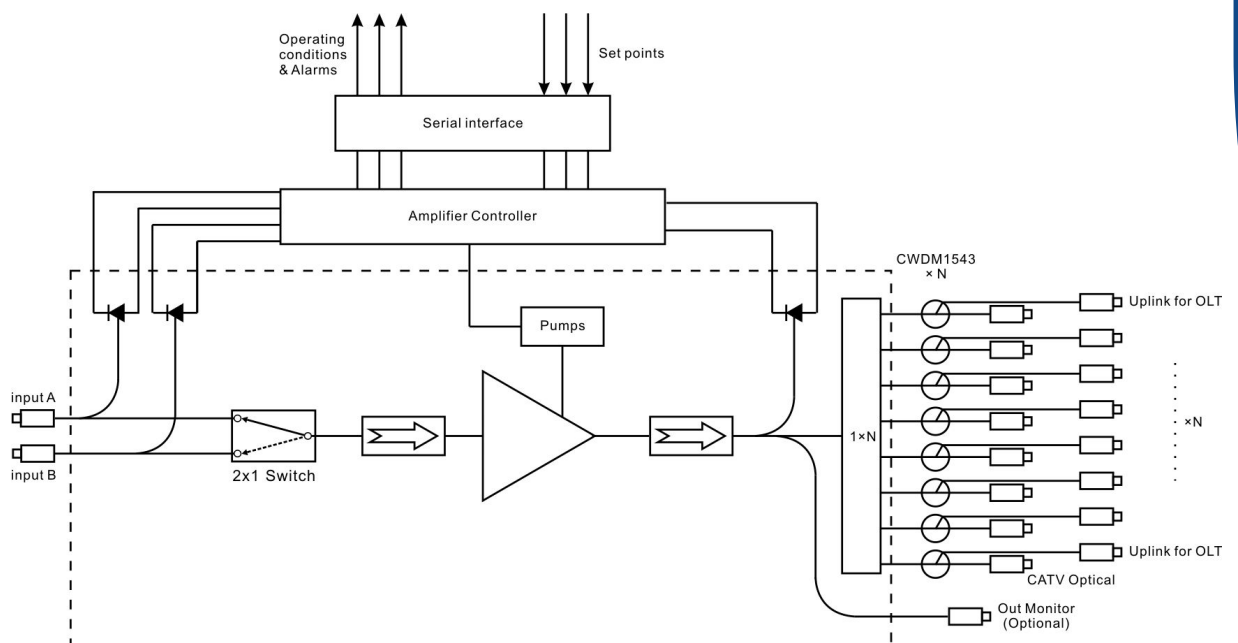 Operating
conditions
& Alarms
Set points
Serial interface
Amplifier Controller
CWDM1543
× N
Uplink for OLT
Pumps
input A
×N
1×N
input B
2x1 Switch
Uplink for OLT
CATV Optical
Out Monitor
(Optional)